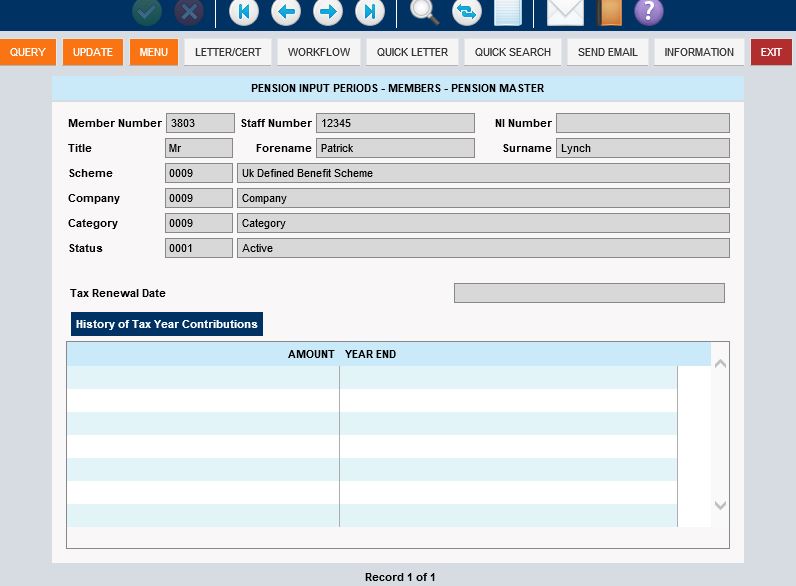 QUERY UPDATE MENU LETTER/CERT WORKFLOW QUICK LETTER QUICK SEARCH SEND EMAIL INFORMATION EXIT
PENSION INPUT PERIODS - MEMBERS - PENSION MASTER
Member Number 3803 Staff Number 12345 NI Number
Title Mr Forename Patrick Surname Lynch
Scheme 0009 Uk Defined Benefit Scheme
Company 0009 Company
Category 0009 Category
Status 0001 Active
Tax Renewal Date
History of Tax Year Contributions
AMOUNT YEAR END
Record 1 of 1